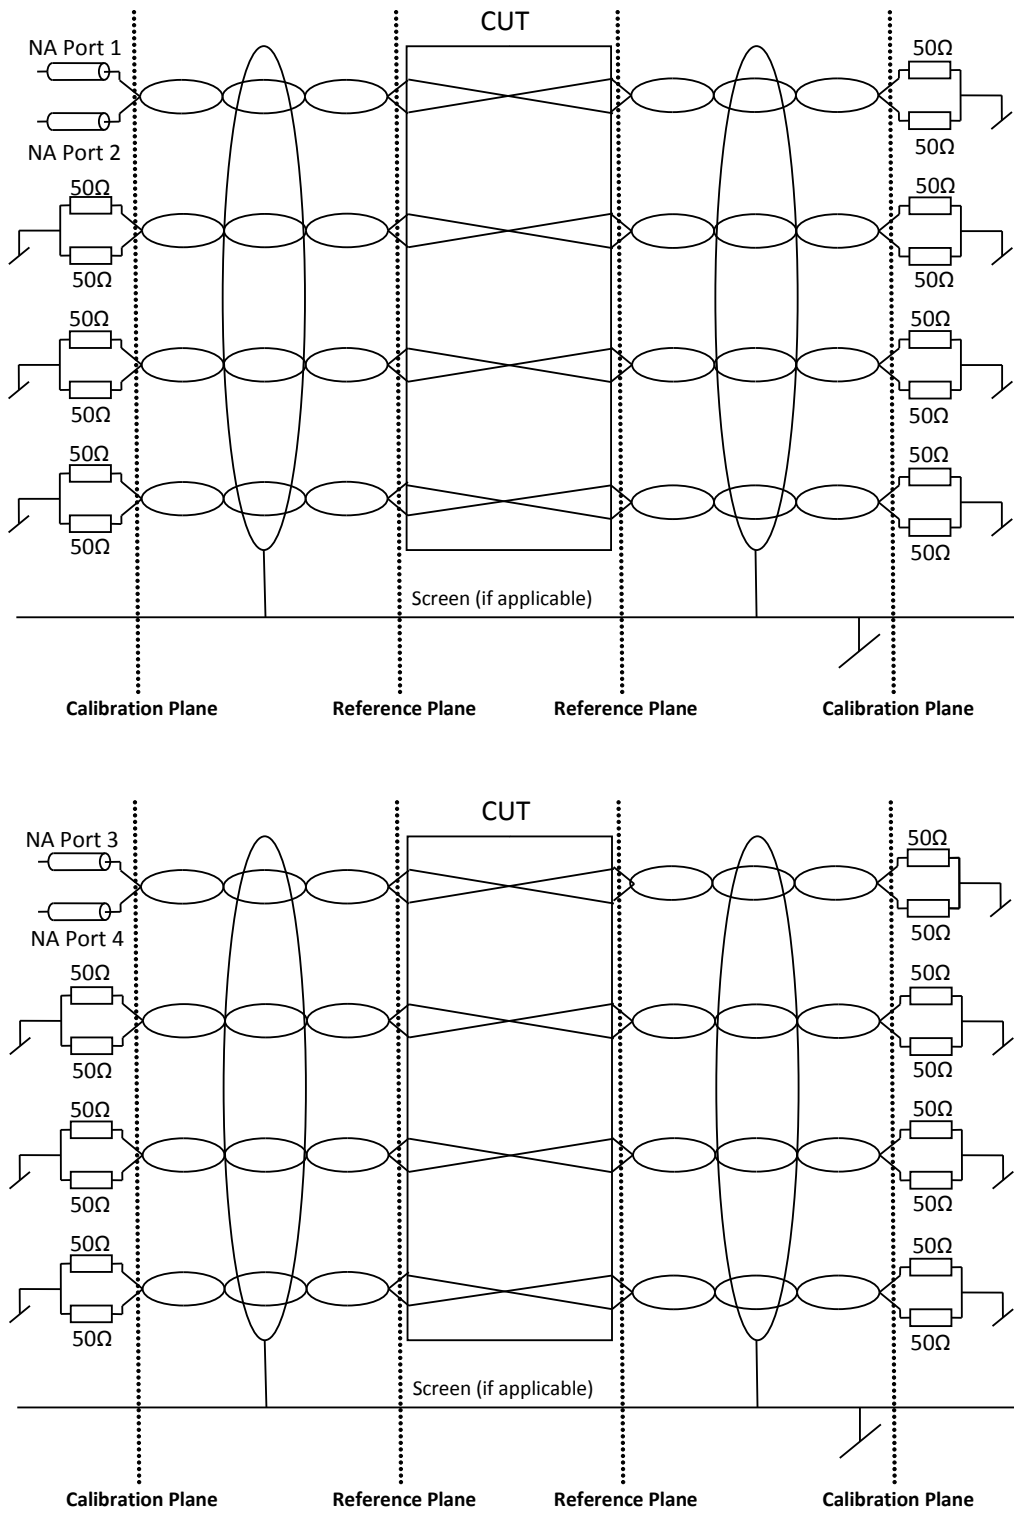 CUT
NA Port 1
50Ω
NA Port 2
50Ω
50Ω
50Ω
50Ω
50Ω
50Ω
50Ω
50Ω
50Ω
50Ω
50Ω
50Ω
50Ω
Screen (if applicable)
Calibration Plane
Reference Plane
Reference Plane
Calibration Plane
CUT
NA Port 3
50Ω
NA Port 4
50Ω
50Ω
50Ω
50Ω
50Ω
50Ω
50Ω
50Ω
50Ω
50Ω
50Ω
50Ω
50Ω
Screen (if applicable)
Calibration Plane
Reference Plane
Reference Plane
Calibration Plane